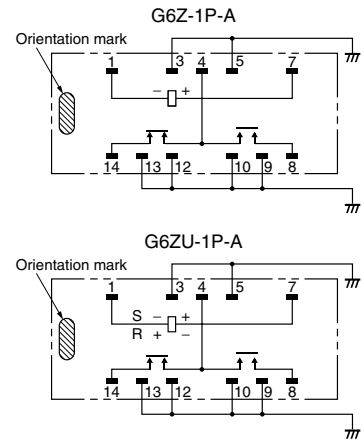 G6Z-1P-A
Orientation mark
1 3 4 5 7
− +
14 13 12 10 9 8
G6ZU-1P-A
Orientation mark
1 3 4 5 7
S − +
R + −
14 13 12 10 9 8